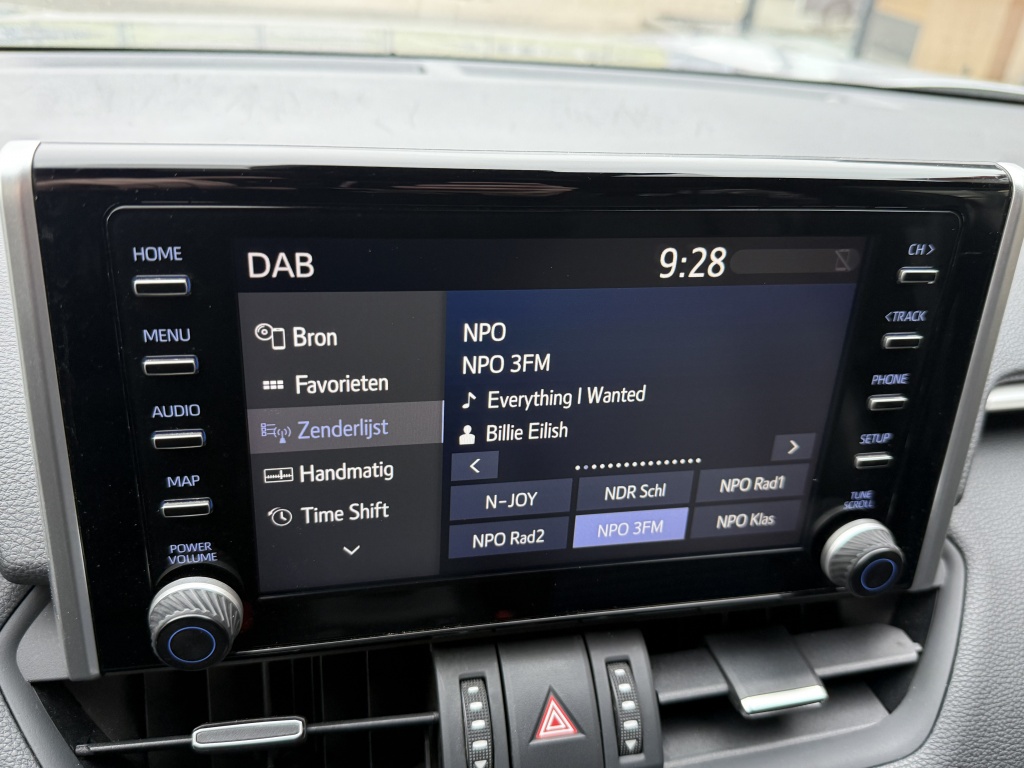 HOME
MENU
AUDIO
MAP
POWER
VOLUME
DAB
9:28
Bron
Favorieten
Zenderlijst
Handmatig
Time Shift
NPO
NPO 3FM
Everything I Wanted
Billie Eilish
<
>
N-JOY
NDR Schl
NPO Rad1
NPO Rad2
NPO 3FM
NPO Klas
CH >
< TRACK
PHONE
SETUP
TUNE
SCROLL